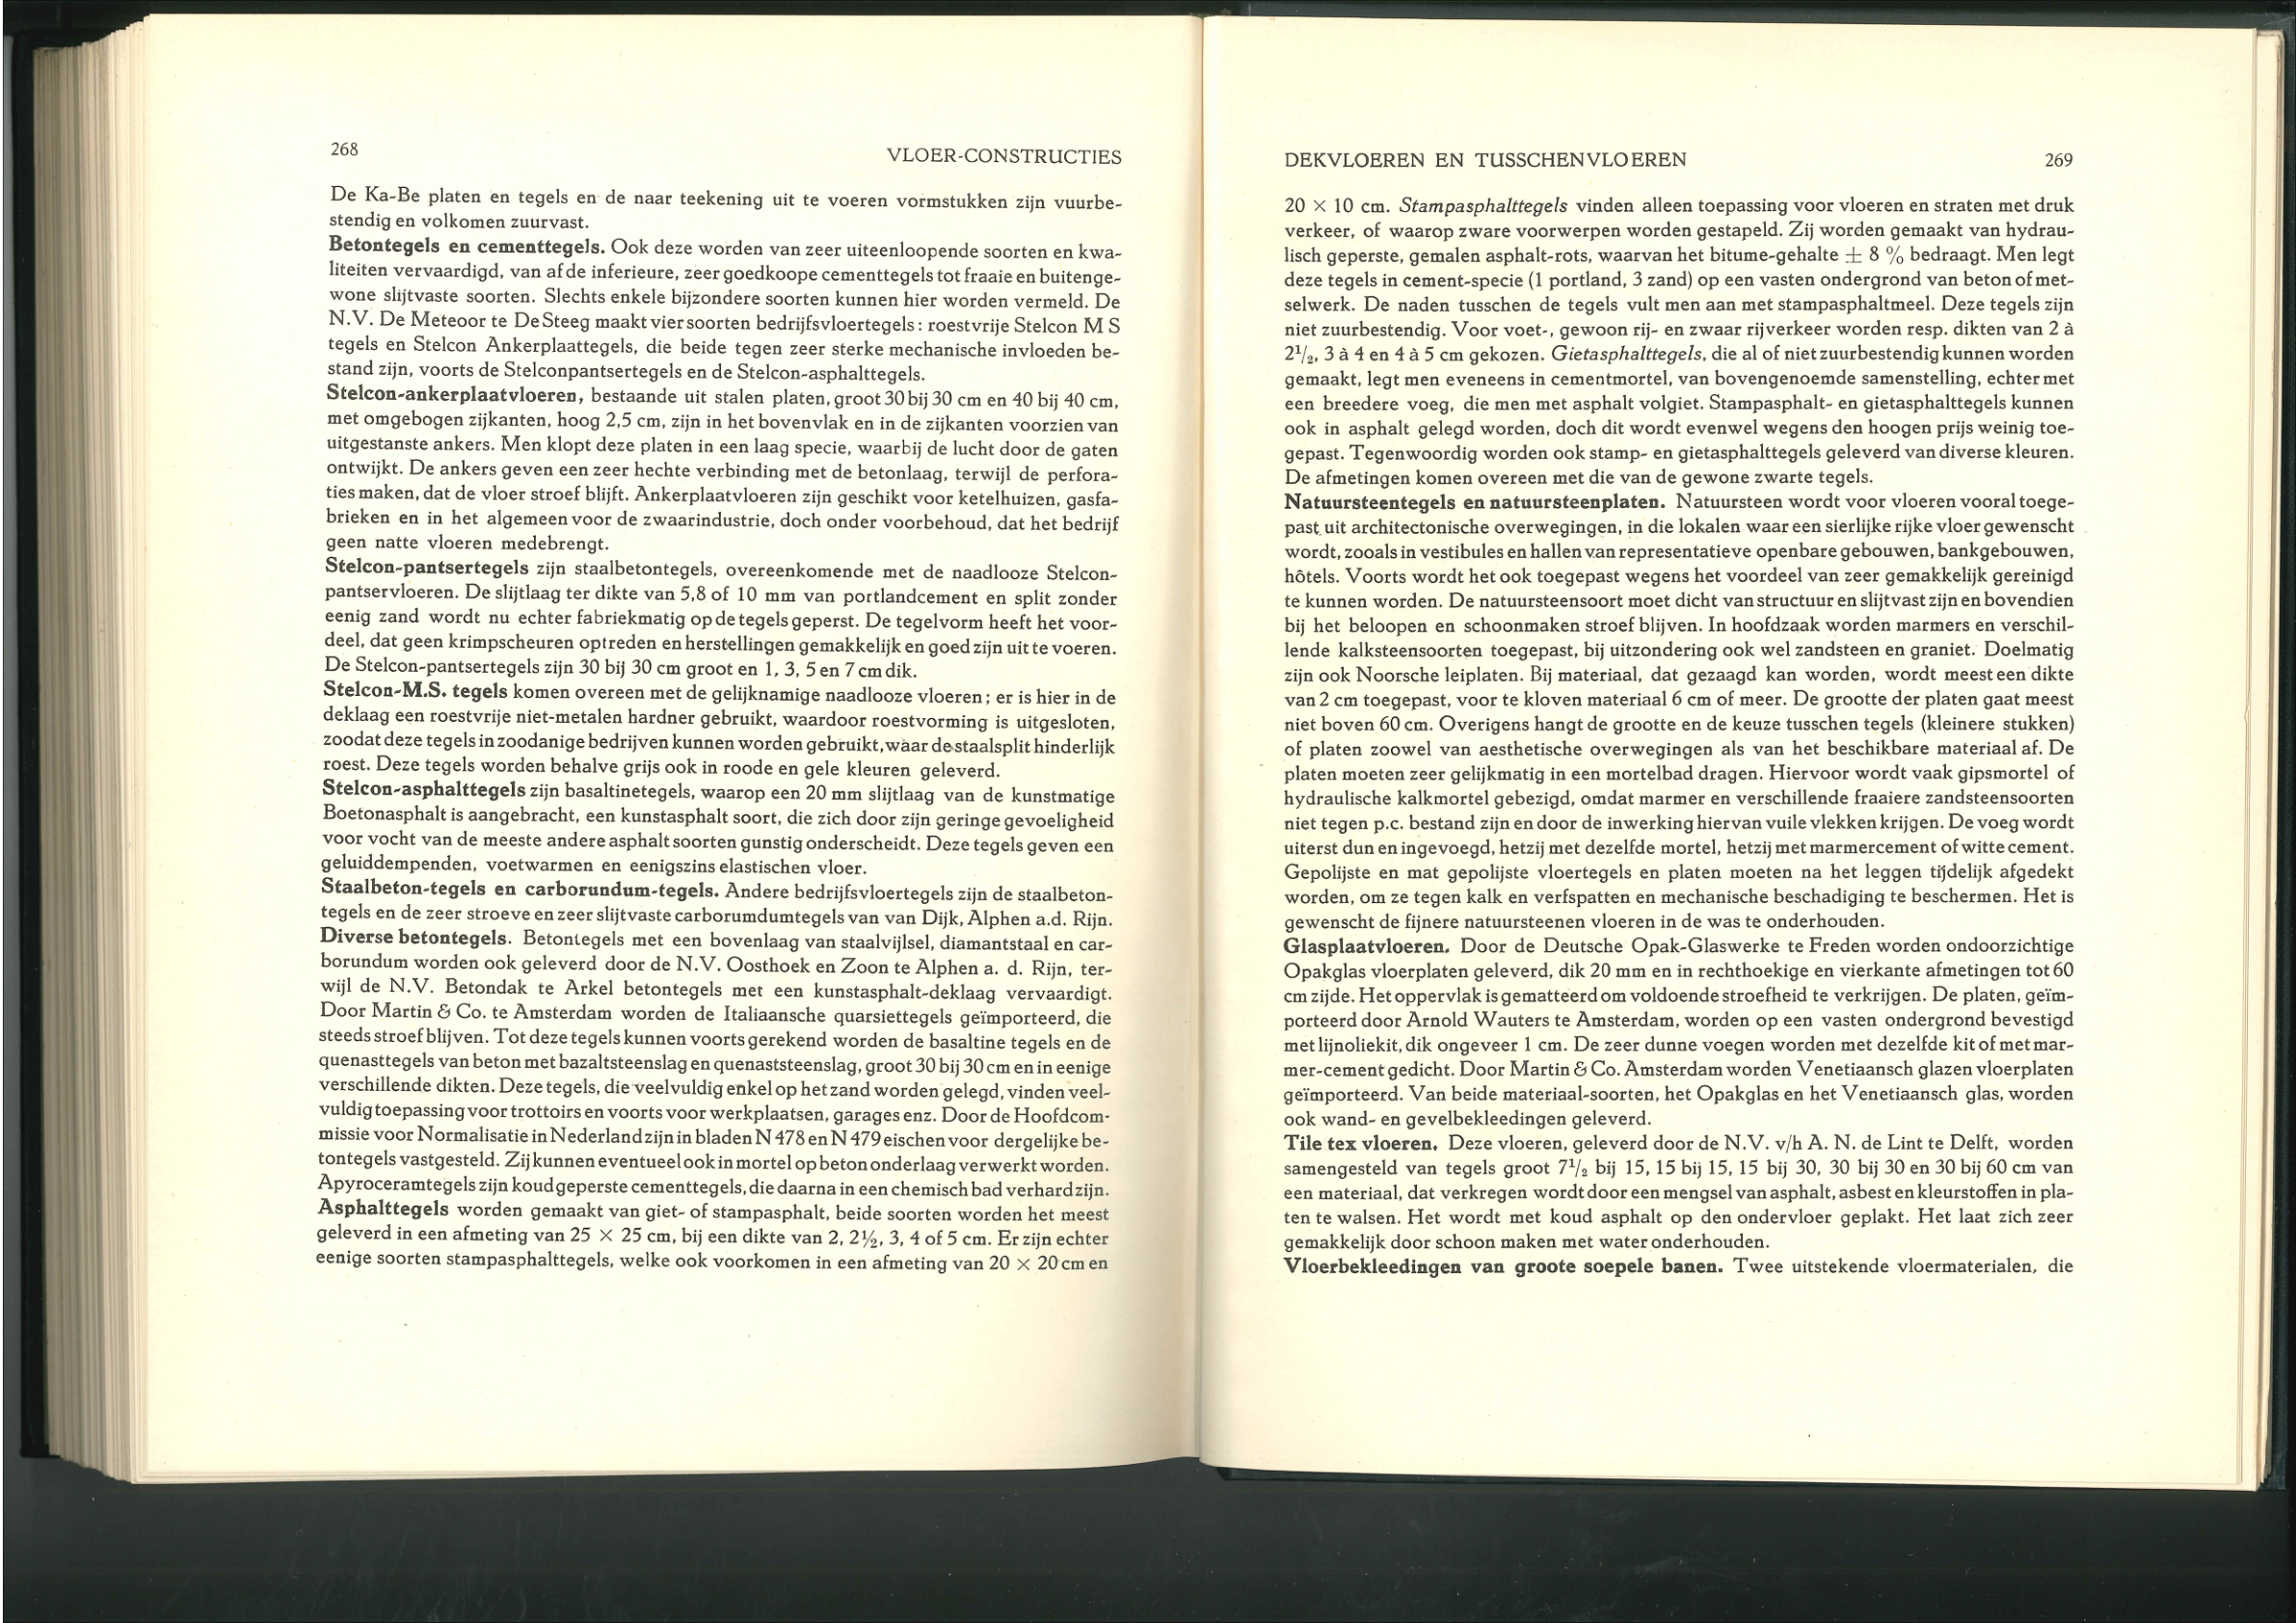 268
VLOER-CONSTRUCTIES
De Ka-Be platen en tegels en de naar teekening uit te voeren vormstukken zijn vuurbe-
stendig en volkomen zuurvast.
Betontegels en cementtegels. Ook deze worden van zeer uiteenloopende soorten en kwa-
liteiten vervaardigd, van af de inferieure, zeer goedkoope cementtegels tot fraaie en buitenge-
wone slijtvaste soorten. Slechts enkele bijzondere soorten kunnen hier worden vermeld. De
N.V. De Meteoor te De Steeg maakt vier soorten bedrijfsvloertegels: roestvrije Stelcon M S
tegels en Stelcon Ankerplaattegels, die beide tegen zeer sterke mechanische invloeden be-
stand zijn, voorts de Stelconpantsertegels en de Stelcon-asphalttegels.
Stelcon-ankerplaatvloeren, bestaande uit stalen platen, groot 30 bij 30 cm en 40 bij 40 cm,
met omgebogen zijkanten, hoog 2,5 cm, zijn in het bovenvlak en in de zijkanten voorzien van
uitgestanste ankers. Men klopt deze platen in een laag specie, waarbij de lucht door de gaten
ontwijkt. De ankers geven een zeer hechte verbinding met de betonlaag, terwijl de perfora-
ties maken, dat de vloer stroef blijft. Ankerplaatvloeren zijn geschikt voor ketelhuizen, gasfa-
brieken en in het algemeen voor de zwaarindustrie, doch onder voorbehoud, dat het bedrijf
geen natte vloeren medebrengt.
Stelcon-pantsertegels zijn staalbetontegels, overeenkomende met de naadlooze Stelcon-
pantservloeren. De slijtlaag ter dikte van 5,8 of 10 mm van portlandcement en split zonder
eenig zand wordt nu echter fabriekmatig op de tegels geperst. De tegelvorm heeft het voor-
deel, dat geen krimpscheuren optreden en herstellingen gemakkelijk en goed zijn uit te voeren.
De Stelcon-pantsertegels zijn 30 bij 30 cm groot en 1, 3, 5 en 7 cm dik.
Stelcon-M.S. tegels komen overeen met de gelijknamige naadlooze vloeren; er is hier in de
deklaag een roestvrije niet-metalen hardner gebruikt, waardoor roestvorming is uitgesloten,
zoodat deze tegels in zoodanige bedrijven kunnen worden gebruikt, waar de staalsplit hinderlijk
roest. Deze tegels worden behalve grijs ook in roode en gele kleuren geleverd.
Stelcon-asphalttegels zijn basaltinetegels, waarop een 20 mm slijtlaag van de kunstmatige
Boetonasphalt is aangebracht, een kunstasphalt soort, die zich door zijn geringe gevoeligheid
voor vocht van de meeste andere asphalt soorten gunstig onderscheidt. Deze tegels geven een
geluiddempenden, voetwarmen en eenigszins elastischen vloer.
Staalbeton-tegels en carborundum-tegels. Andere bedrijfsvloertegels zijn de staalbeton-
tegels en de zeer stroeve en zeer slijtvaste carborumdumtegels van van Dijk, Alphen a.d. Rijn.
Diverse betontegels. Betontegels met een bovenlaag van staalvijlsel, diamantstaal en car-
borundum worden ook geleverd door de N.V. Oosthoek en Zoon te Alphen a. d. Rijn, ter-
wijl de N.V. Betondak te Arkel betontegels met een kunstasphalt-deklaag vervaardigt.
Door Martin & Co. te Amsterdam worden de Italiaansche quarsiettegels geïmporteerd, die
steeds stroef blijven. Tot deze tegels kunnen voorts gerekend worden de basaltine tegels en de
quenasttegels van beton met bazaltsteenslag en quenaststeenslag, groot 30 bij 30 cm en in eenige
verschillende dikten. Deze tegels, die veelvuldig enkel op het zand worden gelegd, vinden veel-
vuldig toepassing voor trottoirs en voorts voor werkplaatsen, garages enz. Door de Hoofdcom-
missie voor Normalisatie in Nederland zijn in bladen N 478 en N 479 eischen voor dergelijke be-
tontegels vastgesteld. Zij kunnen eventueel ook in mortel op beton onderlaag verwerkt worden.
Apyroceramtegels zijn koud geperste cementtegels, die daarna in een chemisch bad verhard zijn.
Asphalttegels worden gemaakt van giet- of stampasphalt, beide soorten worden het meest
geleverd in een afmeting van 25 × 25 cm, bij een dikte van 2, 2½, 3, 4 of 5 cm. Er zijn echter
eenige soorten stampasphalttegels, welke ook voorkomen in een afmeting van 20 × 20 cm en
DEKVLOEREN EN TUSSCHENVLOEREN
269
20 × 10 cm. Stampasphalttegels vinden alleen toepassing voor vloeren en straten met druk
verkeer, of waarop zware voorwerpen worden gestapeld. Zij worden gemaakt van hydrau-
lisch geperste, gemalen asphalt-rots, waarvan het bitume-gehalte ± 8 % bedraagt. Men legt
deze tegels in cement-specie (1 portland, 3 zand) op een vasten ondergrond van beton of met-
selwerk. De naden tusschen de tegels vult men aan met stampasphaltmeel. Deze tegels zijn
niet zuurbestendig. Voor voet-, gewoon rij- en zwaar rijverkeer worden resp. dikten van 2 à
2½, 3 à 4 en 4 à 5 cm gekozen. Gietasphalttegels, die al of niet zuurbestendig kunnen worden
gemaakt, legt men eveneens in cementmortel, van bovengenoemde samenstelling, echter met
een breedere voeg, die men met asphalt volgiet. Stampasphalt- en gietasphalttegels kunnen
ook in asphalt gelegd worden, doch dit wordt evenwel wegens den hoogen prijs weinig toe-
gepast. Tegenwoordig worden ook stamp- en gietasphalttegels geleverd van diverse kleuren.
De afmetingen komen overeen met die van de gewone zwarte tegels.
Natuursteentegels en natuursteenplaten. Natuursteen wordt voor vloeren vooral toege-
past uit architectonische overwegingen, in die lokalen waar een sierlijke rijke vloer gewenscht
wordt, zooals in vestibules en hallen van representatieve openbare gebouwen, bankgebouwen,
hôtels. Voorts wordt het ook toegepast wegens het voordeel van zeer gemakkelijk gereinigd
te kunnen worden. De natuursteensoort moet dicht van structuur en slijtvast zijn en bovendien
bij het beloopen en schoonmaken stroef blijven. In hoofdzaak worden marmers en verschil-
lende kalksteensoorten toegepast, bij uitzondering ook wel zandsteen en graniet. Doelmatig
zijn ook Noorsche leiplaten. Bij materiaal, dat gezaagd kan worden, wordt meest een dikte
van 2 cm toegepast, voor te kloven materiaal 6 cm of meer. De grootte der platen gaat meest
niet boven 60 cm. Overigens hangt de grootte en de keuze tusschen tegels (kleinere stukken)
of platen zoowel van aesthetische overwegingen als van het beschikbare materiaal af. De
platen moeten zeer gelijkmatig in een mortelbad dragen. Hiervoor wordt vaak gipsmortel of
hydraulische kalkmortel gebezigd, omdat marmer en verschillende fraaiere zandsteensoorten
niet tegen p.c. bestand zijn en door de inwerking hiervan vuile vlekken krijgen. De voeg wordt
uiterst dun en ingevoegd, hetzij met dezelfde mortel, hetzij met marmercement of witte cement.
Gepolijste en mat gepolijste vloertegels en platen moeten na het leggen tijdelijk afgedekt
worden, om ze tegen kalk en verfspatten en mechanische beschadiging te beschermen. Het is
gewenscht de fijnere natuursteenen vloeren in de was te onderhouden.
Glasplaatvloeren. Door de Deutsche Opak-Glaswerke te Freden worden ondoorzichtige
Opakglas vloerplaten geleverd, dik 20 mm en in rechthoekige en vierkante afmetingen tot 60
cm zijde. Het oppervlak is gematteerd om voldoende stroefheid te verkrijgen. De platen, geïm-
porteerd door Arnold Wauters te Amsterdam, worden op een vasten ondergrond bevestigd
met lijnoliekit, dik ongeveer 1 cm. De zeer dunne voegen worden met dezelfde kit of met mar-
mer-cement gedicht. Door Martin & Co. Amsterdam worden Venetiaansch glazen vloerplaten
geïmporteerd. Van beide materiaal-soorten, het Opakglas en het Venetiaansch glas, worden
ook wand- en gevelbekleedingen geleverd.
Tile tex vloeren. Deze vloeren, geleverd door de N.V. v/h A. N. de Lint te Delft, worden
samengesteld van tegels groot 7½ bij 15, 15 bij 15, 15 bij 30, 30 bij 30 en 30 bij 60 cm van
een materiaal, dat verkregen wordt door een mengsel van asphalt, asbest en kleurstoffen in pla-
ten te walsen. Het wordt met koud asphalt op den ondervloer geplakt. Het laat zich zeer
gemakkelijk door schoon maken met water onderhouden.
Vloerbekleedingen van groote soepele banen. Twee uitstekende vloermaterialen, die